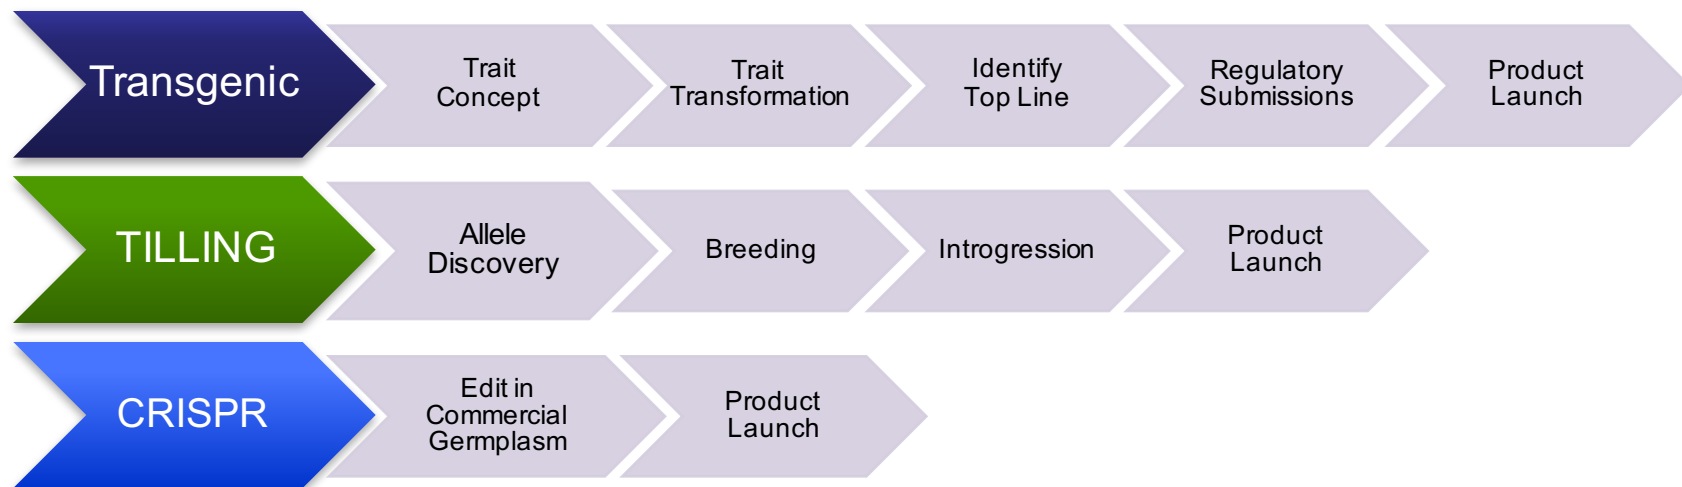 Transgenic
Trait
Concept
Trait
Transformation
Identify
Top Line
Regulatory
Submissions
Product
Launch
TILLING
Allele
Discovery
Breeding
Introgression
Product
Launch
CRISPR
Edit in
Commercial
Germplasm
Product
Launch